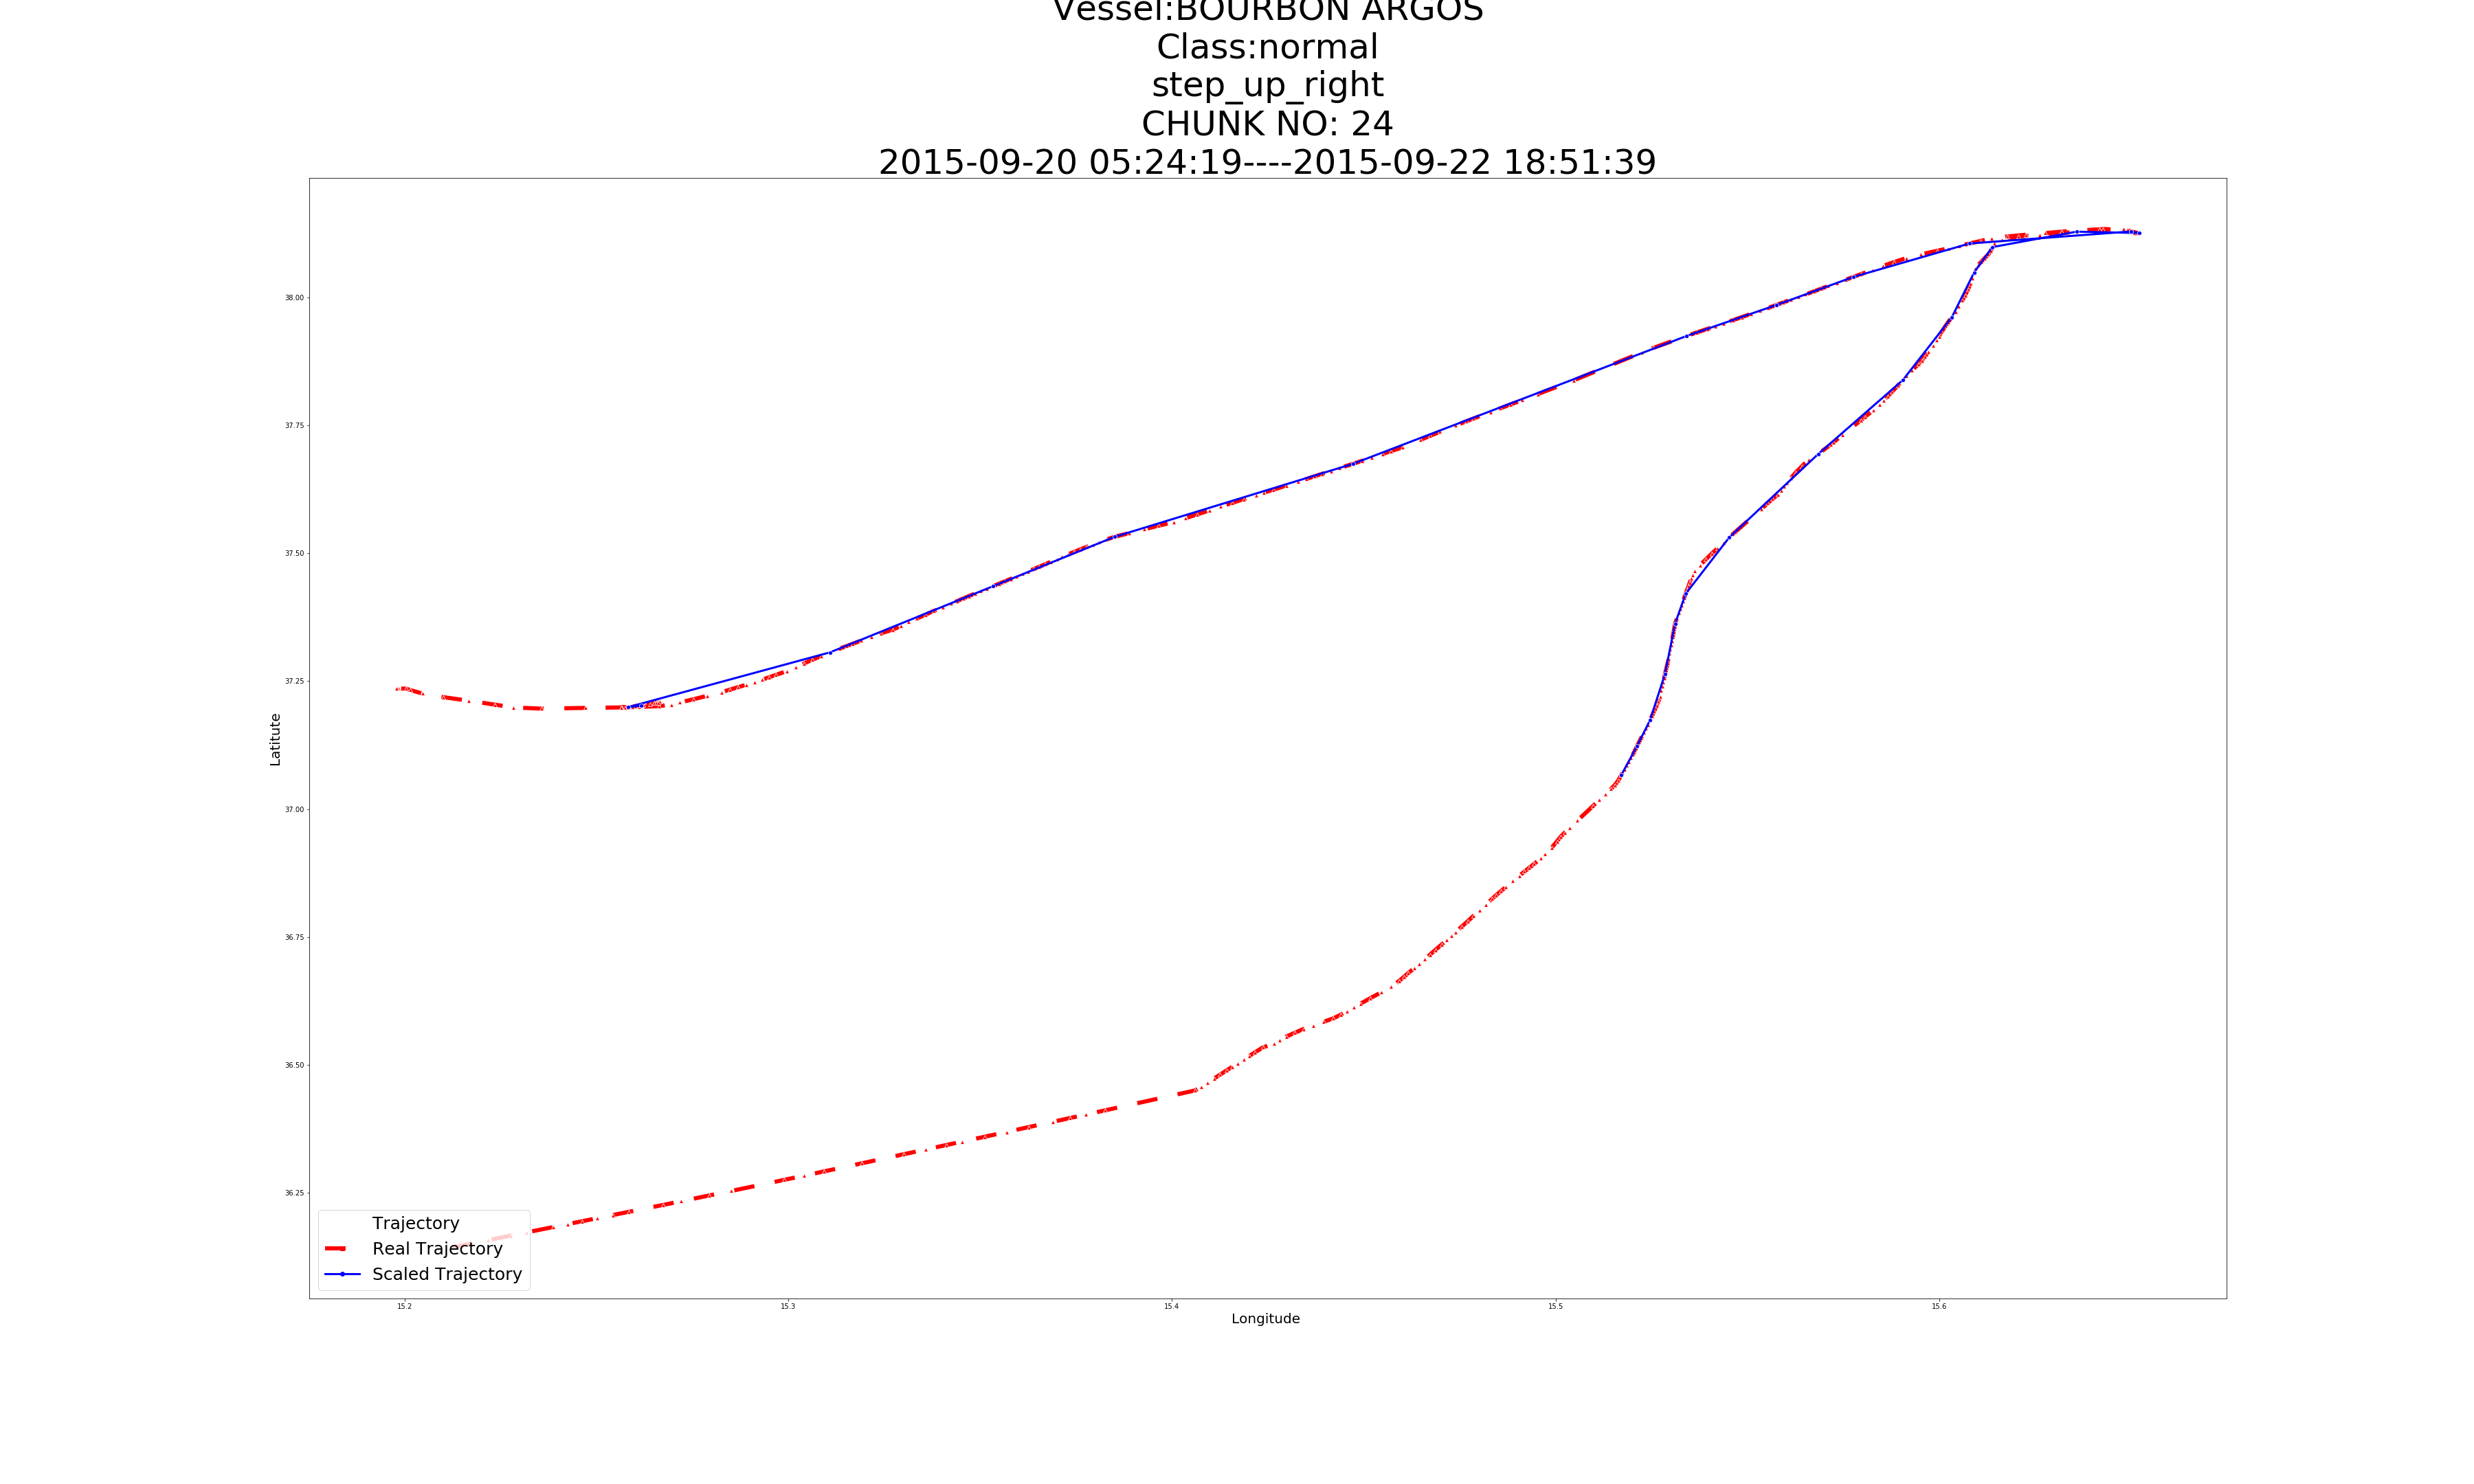 Vessel:BOURBON ARGOS
Class:normal
step_up_right
CHUNK NO: 24
2015-09-20 05:24:19----2015-09-22 18:51:39
38.00
37.75
37.50
37.25
37.00
36.75
36.50
36.25
Latitute
Trajectory
Real Trajectory
Scaled Trajectory
15.2
15.3
15.4
15.5
15.6
Longitude